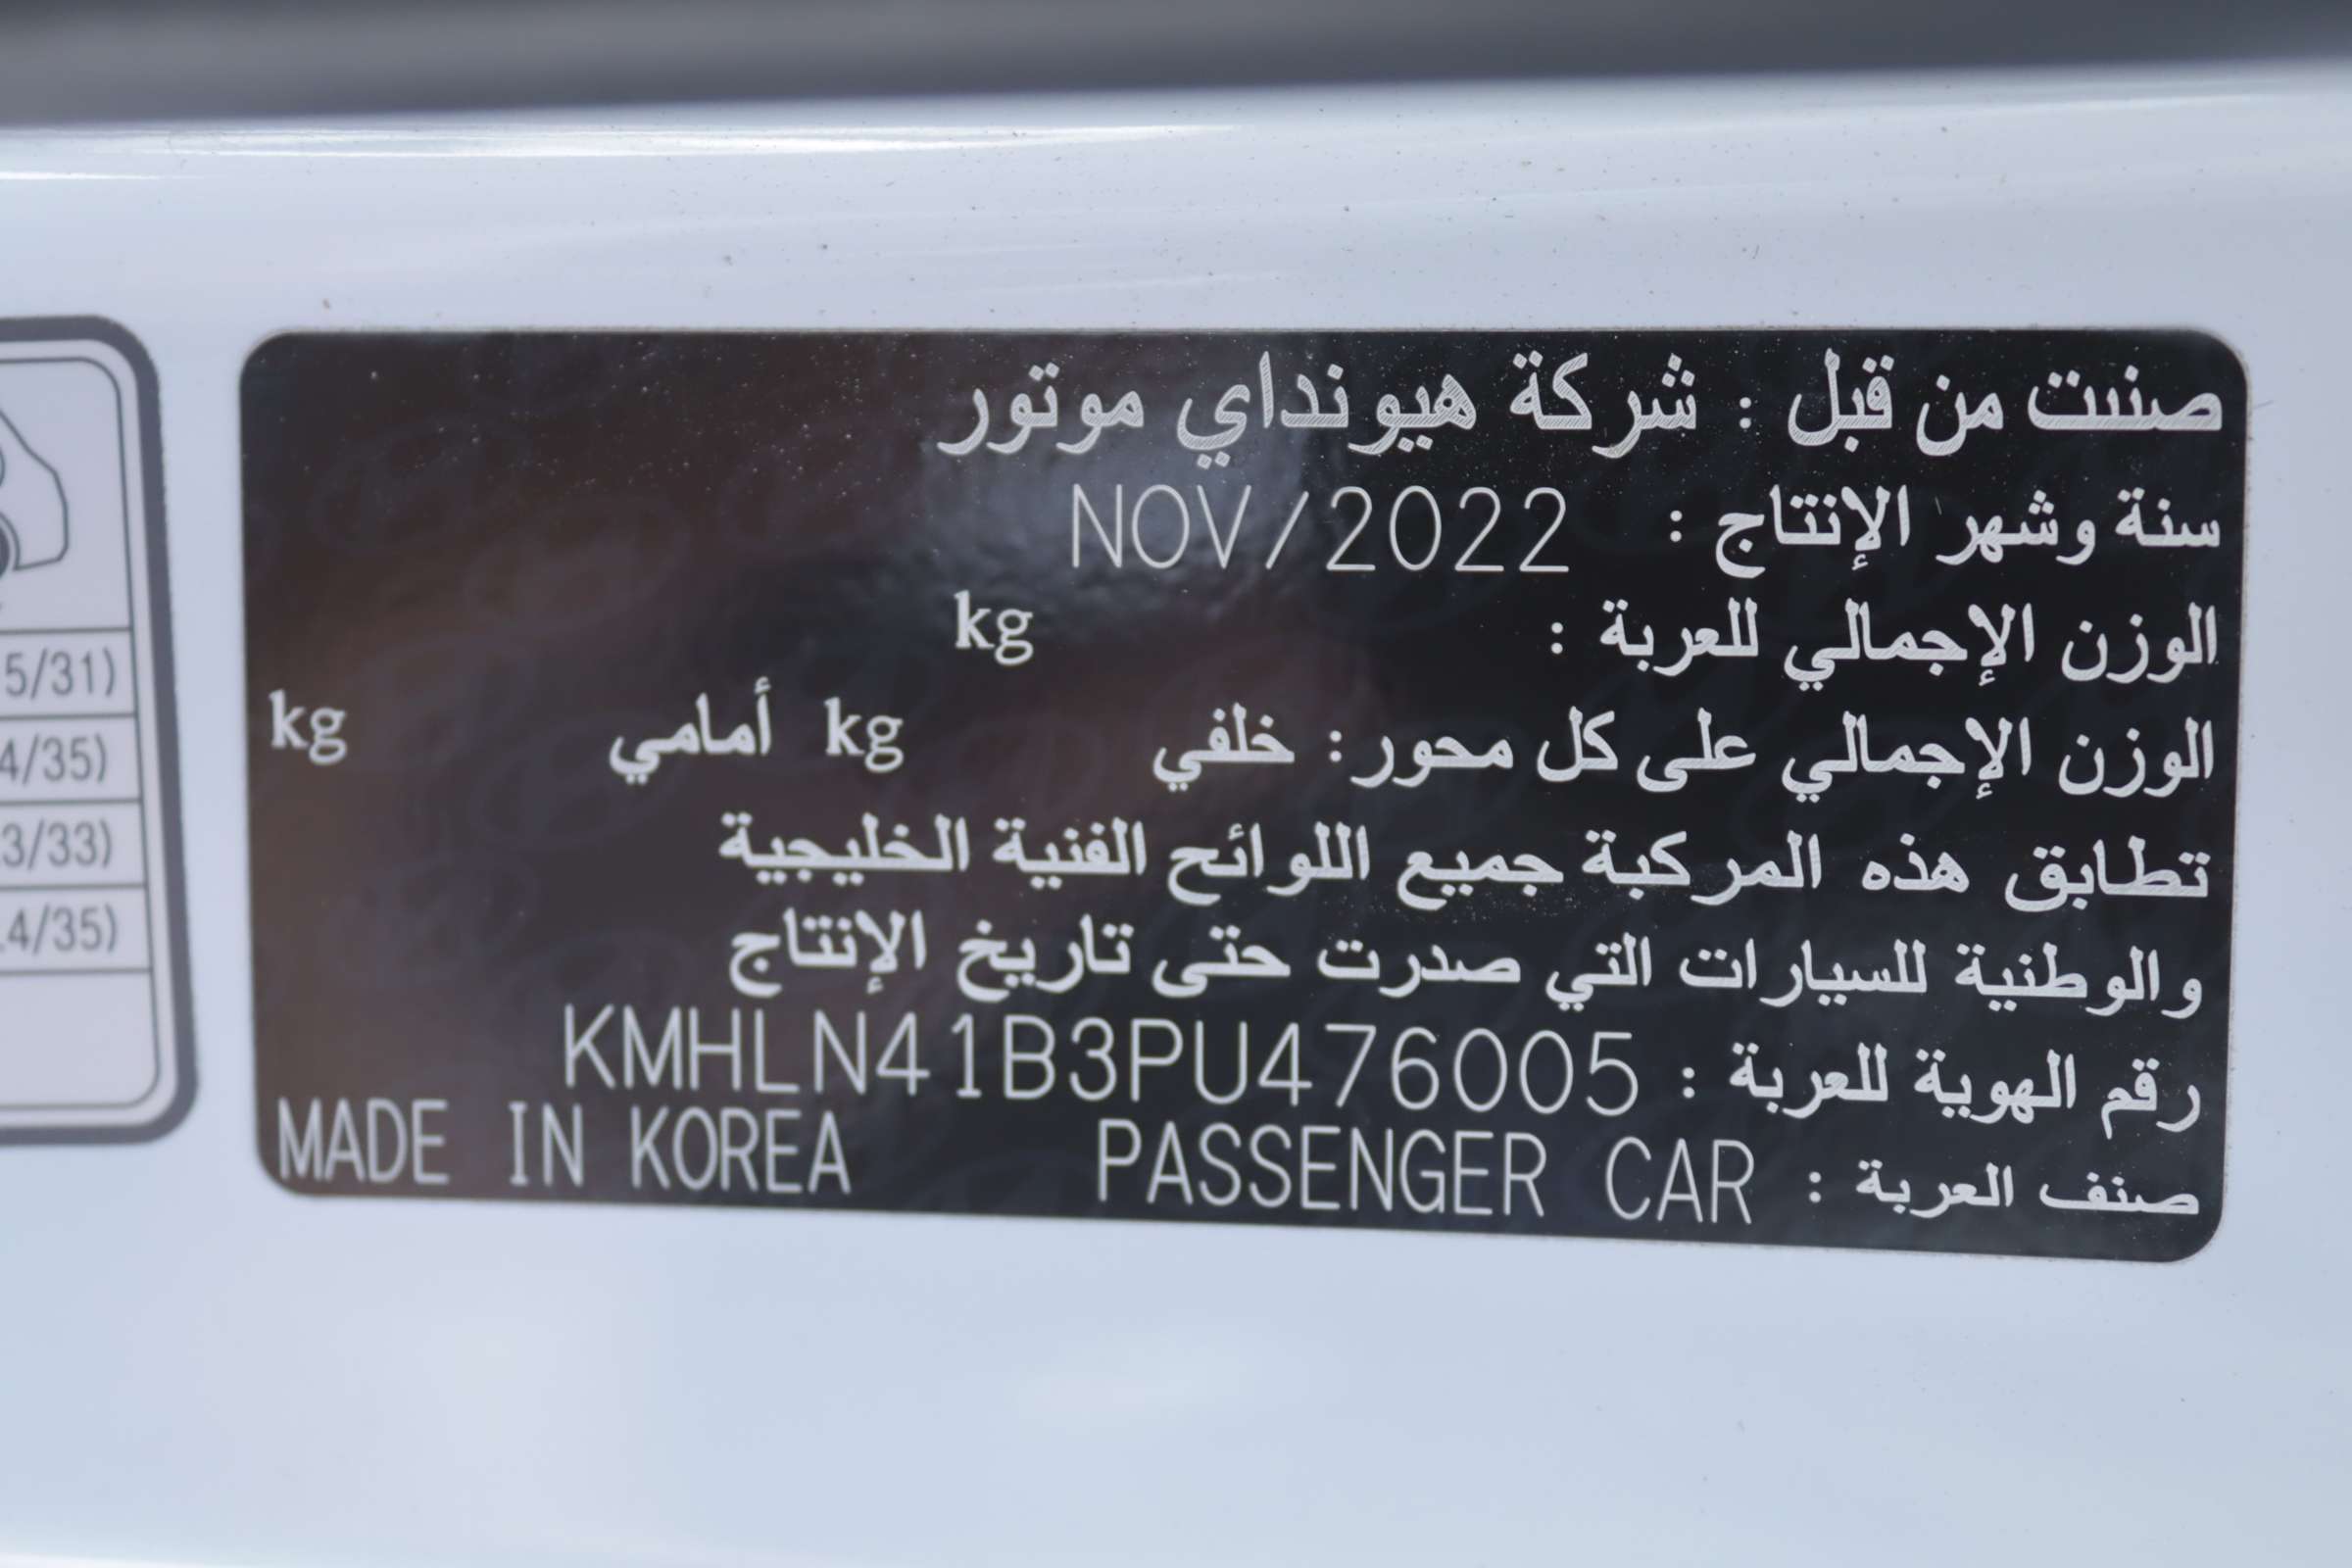 صننت من قبل : شركة هيونداي موتور
سنة وشهر الإنتاج : NOV/2022
الوزن الإجمالي للعربة : kg
الوزن الإجمالي على كل محور: خلفي kg أمامي kg
تطابق هذه المركبة جميع اللوائح الفنية الخليجية
والوطنية للسيارات التي صدرت حتى تاريخ الإنتاج
رقم الهوية للعربة : KMHLN41B3PU476005
صنف العربة : PASSENGER CAR MADE IN KOREA
5/31)
4/35)
3/33)
4/35)